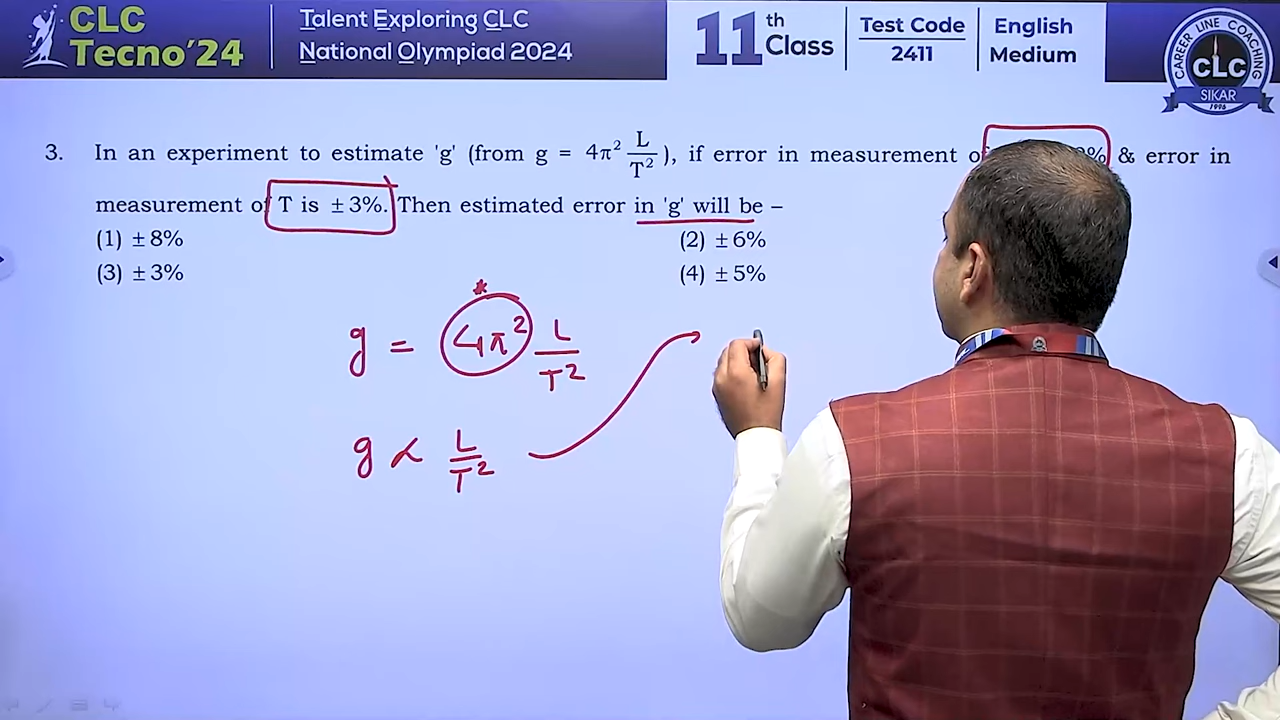 CLC
Tecno'24
Talent Exploring CLC
National Olympiad 2024
11th
Class
Test Code
2411
English
Medium
CAREER LINE COACHING
CLC
SIKAR
1996
3. In an experiment to estimate 'g' (from g = 4π² L/T²), if error in measurement % & error in
measurement of T is ±3%. Then estimated error in 'g' will be –
(1) ±8% (2) ±6%
(3) ±3% (4) ±5%
*
g = 4π² L/T²
g ∝ L/T²